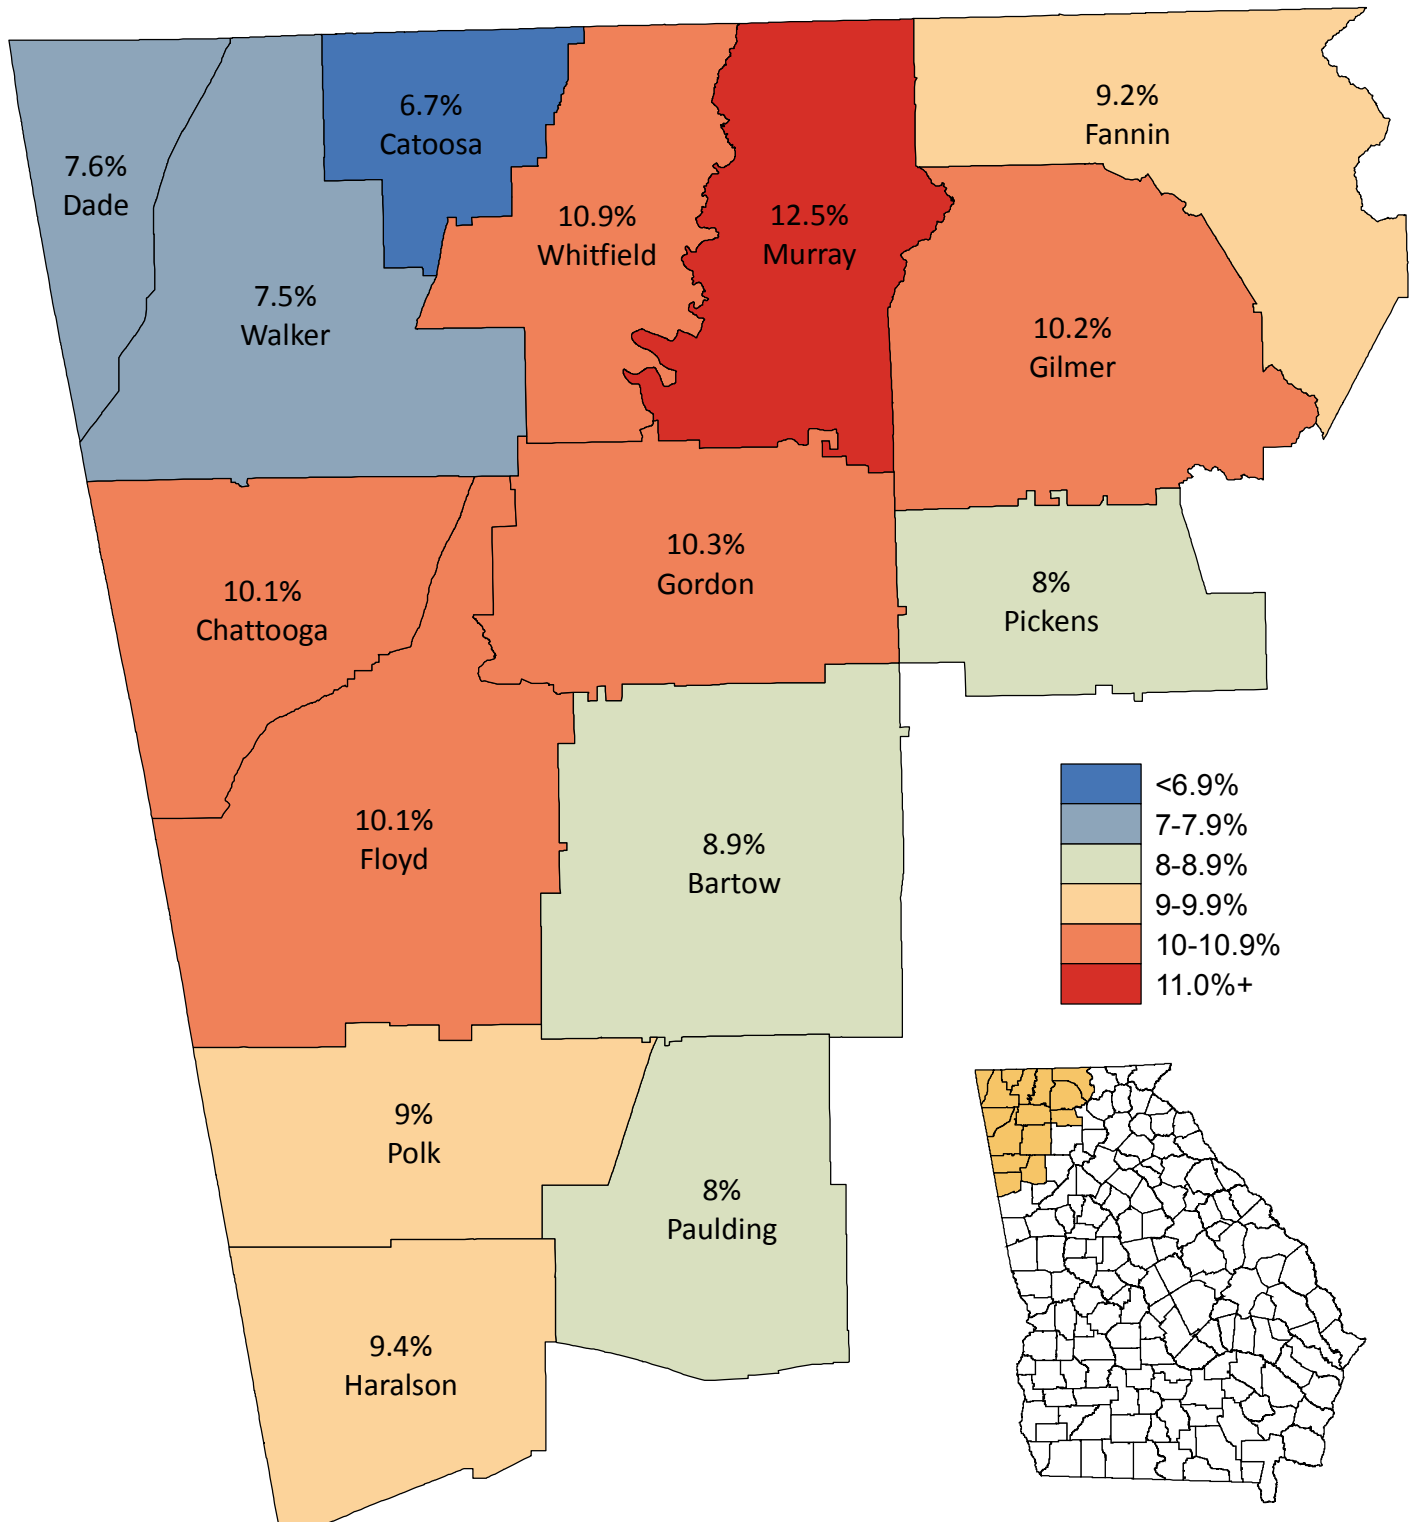 9.2%
Fannin
6.7%
Catoosa
7.6%
Dade
10.9%
Whitfield
12.5%
Murray
7.5%
Walker
10.2%
Gilmer
10.3%
Gordon
8%
Pickens
10.1%
Chattooga
10.1%
Floyd
8.9%
Bartow
<6.9%
7-7.9%
8-8.9%
9-9.9%
10-10.9%
11.0%+
9%
Polk
8%
Paulding
9.4%
Haralson